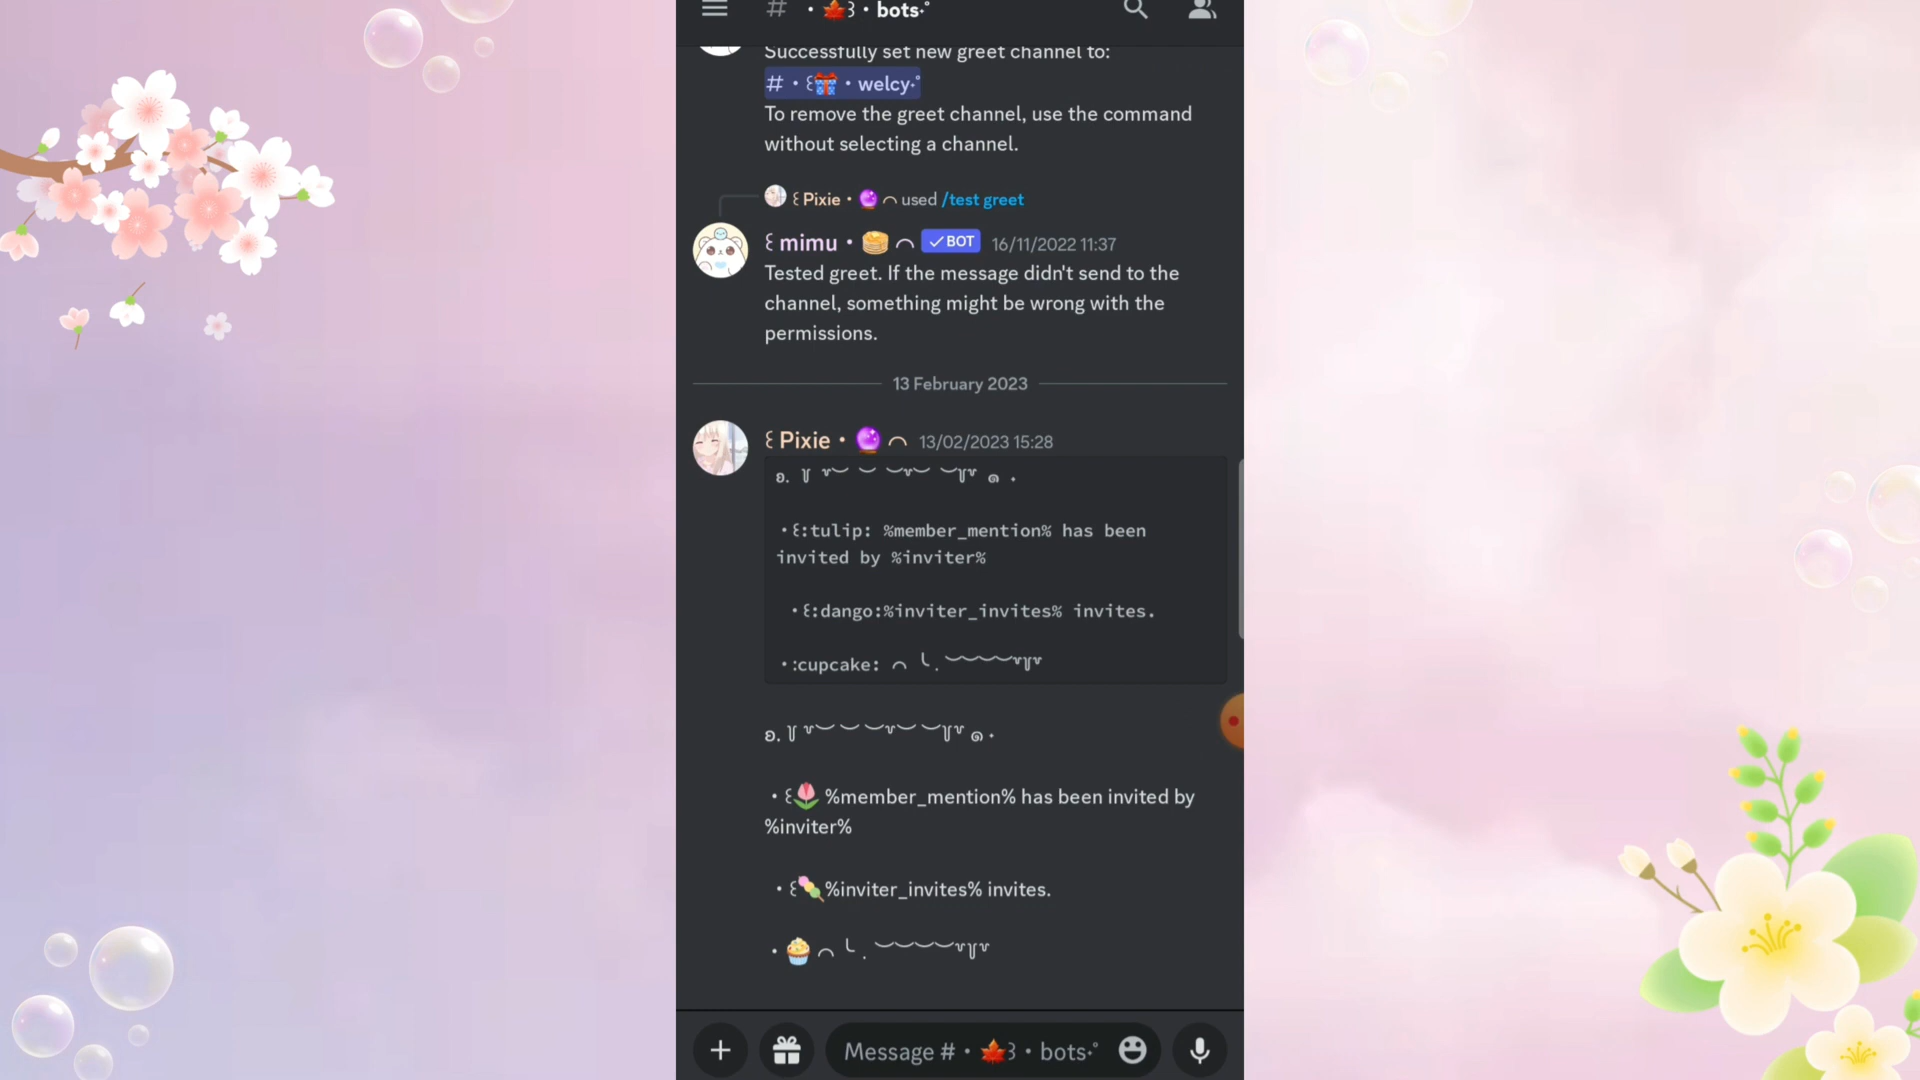 # • 🍁꒱ • bots˖°
Successfully set new greet channel to:
# • ꒰🎁 • welcy˖°
To remove the greet channel, use the command
without selecting a channel.
꒰ Pixie • 🔮 ⌒ used /test greet
꒰ mimu • 🥞 ⌒ ✓BOT 16/11/2022 11:37
Tested greet. If the message didn't send to the
channel, something might be wrong with the
permissions.
13 February 2023
꒰ Pixie • 🔮 ⌒ 13/02/2023 15:28
•꒰:tulip: %member_mention% has been
invited by %inviter%
•꒰:dango:%inviter_invites% invites.
•:cupcake: ⌒ ╰.
•꒰🌷 %member_mention% has been invited by
%inviter%
•꒰🍡%inviter_invites% invites.
•🧁⌒ ╰.
Message # • 🍁꒱ • bots˖°